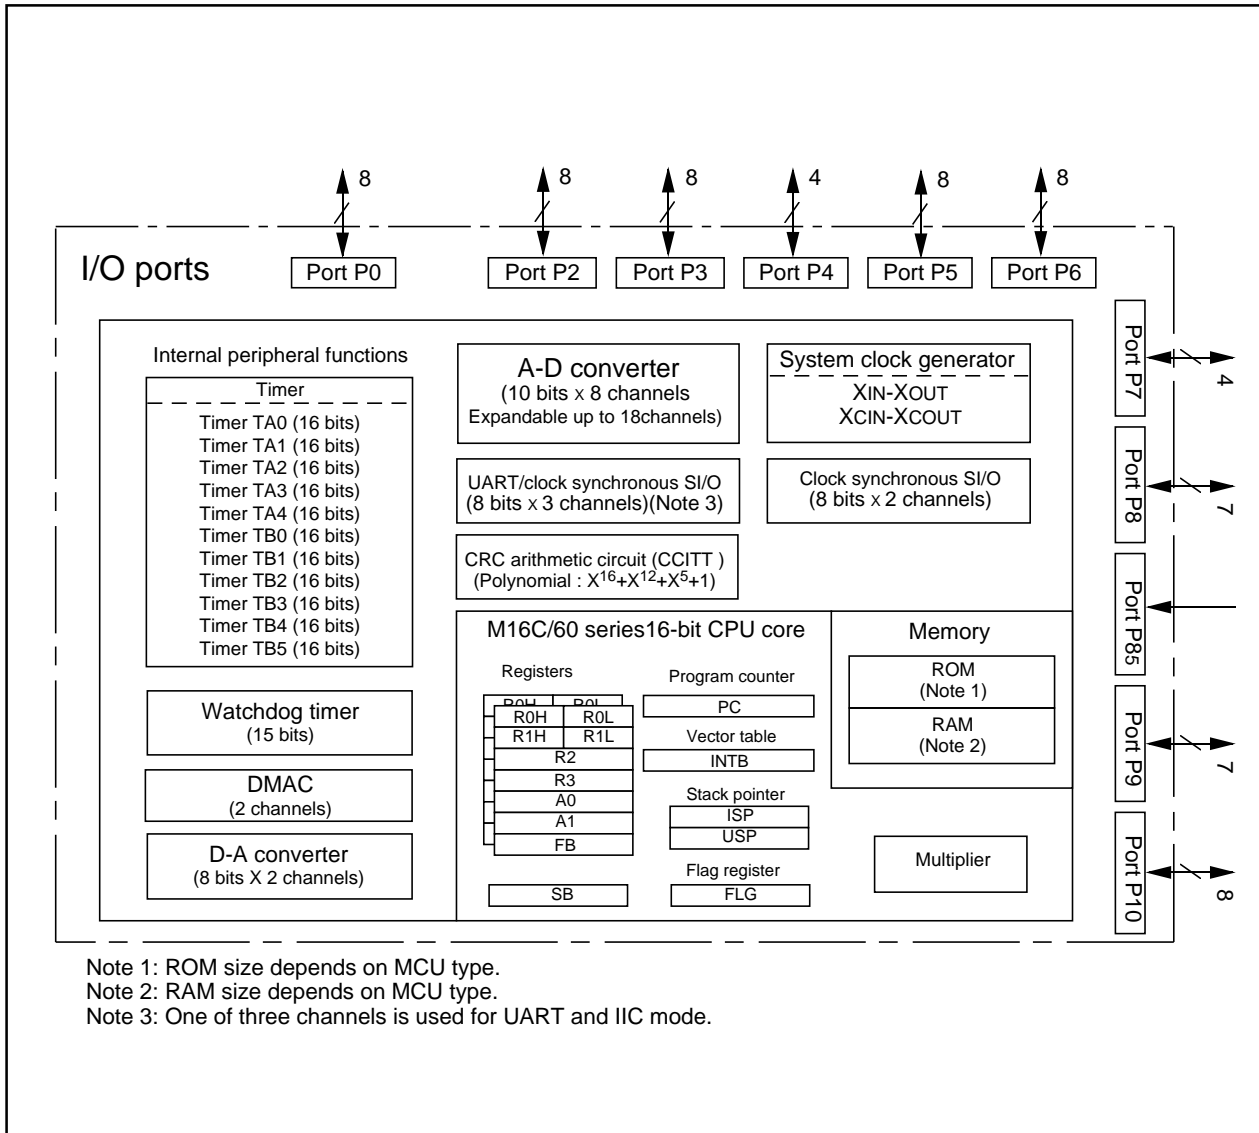 8 8 8 4 8 8
I/O ports
Port P0 Port P2 Port P3 Port P4 Port P5 Port P6
Internal peripheral functions
Timer
Timer TA0 (16 bits)
Timer TA1 (16 bits)
Timer TA2 (16 bits)
Timer TA3 (16 bits)
Timer TA4 (16 bits)
Timer TB0 (16 bits)
Timer TB1 (16 bits)
Timer TB2 (16 bits)
Timer TB3 (16 bits)
Timer TB4 (16 bits)
Timer TB5 (16 bits)
Watchdog timer
(15 bits)
DMAC
(2 channels)
D-A converter
(8 bits X 2 channels)
A-D converter
(10 bits x 8 channels
Expandable up to 18channels)
UART/clock synchronous SI/O
(8 bits x 3 channels)(Note 3)
CRC arithmetic circuit (CCITT )
(Polynomial : X16+X12+X5+1)
System clock generator
XIN-XOUT
XCIN-XCOUT
Clock synchronous SI/O
(8 bits x 2 channels)
M16C/60 series16-bit CPU core
Registers
R0H R0L
R0H R0L
R1H R1L
R2
R3
A0
A1
FB
SB
Program counter
PC
Vector table
INTB
Stack pointer
ISP
USP
Flag register
FLG
Memory
ROM
(Note 1)
RAM
(Note 2)
Multiplier
Port P7
4
Port P8
7
Port P85
Port P9
7
Port P10
8
Note 1: ROM size depends on MCU type.
Note 2: RAM size depends on MCU type.
Note 3: One of three channels is used for UART and IIC mode.